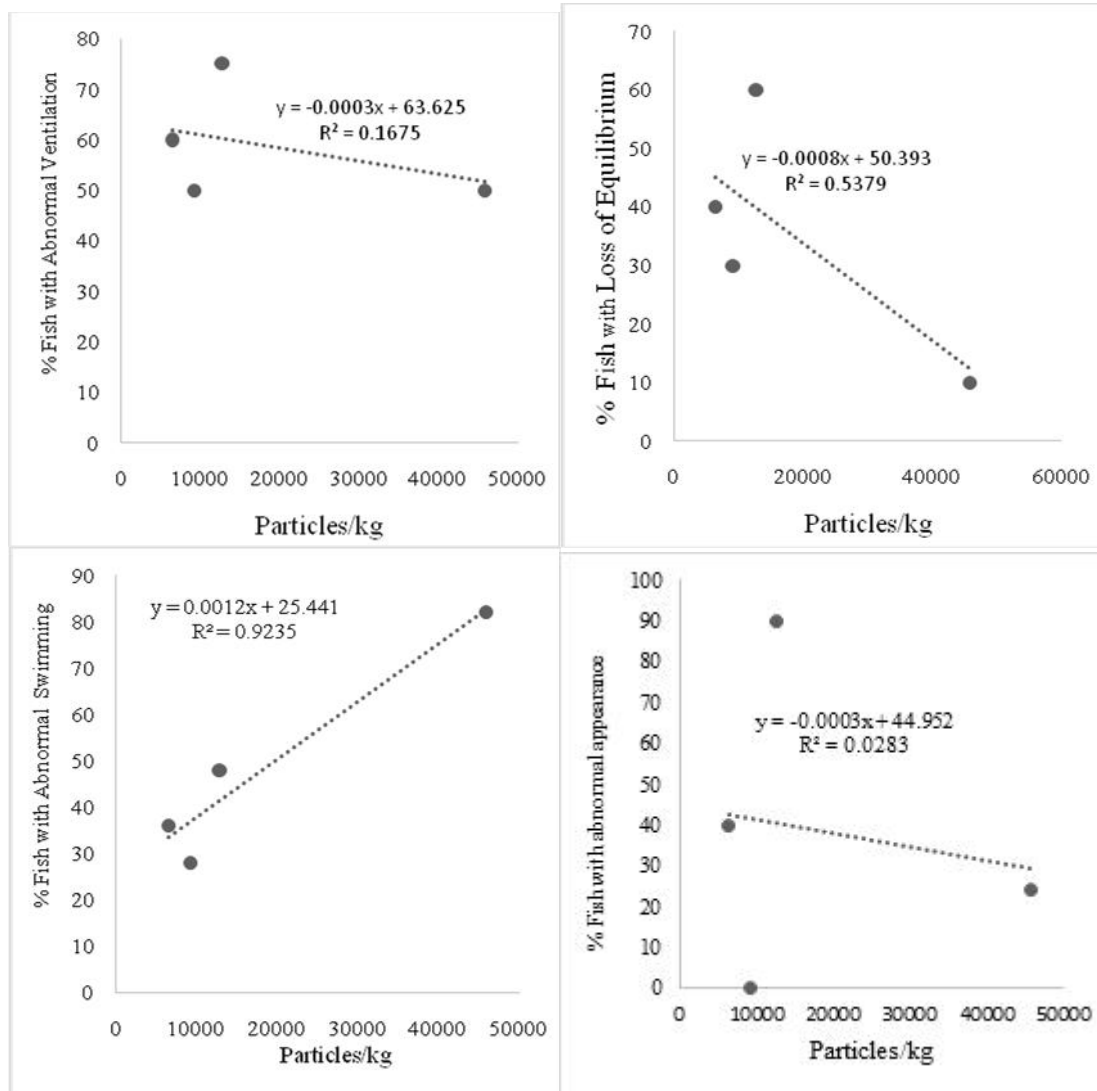 % Fish with Abnormal Ventilation
80
70
60
50
40
30
20
10
0
y = -0.0003x + 63.625
R² = 0.1675
0 10000 20000 30000 40000 50000
Particles/kg
% Fish with Loss of Equilibrium
70
60
50
40
30
20
10
0
y = -0.0008x + 50.393
R² = 0.5379
0 20000 40000 60000
Particles/kg
% Fish with Abnormal Swimming
90
80
70
60
50
40
30
20
10
0
y = 0.0012x + 25.441
R² = 0.9235
0 10000 20000 30000 40000 50000
Particles/kg
% Fish with abnormal appearance
100
90
80
70
60
50
40
30
20
10
0
y = -0.0003x + 44.952
R² = 0.0283
0 10000 20000 30000 40000 50000
Particles/kg